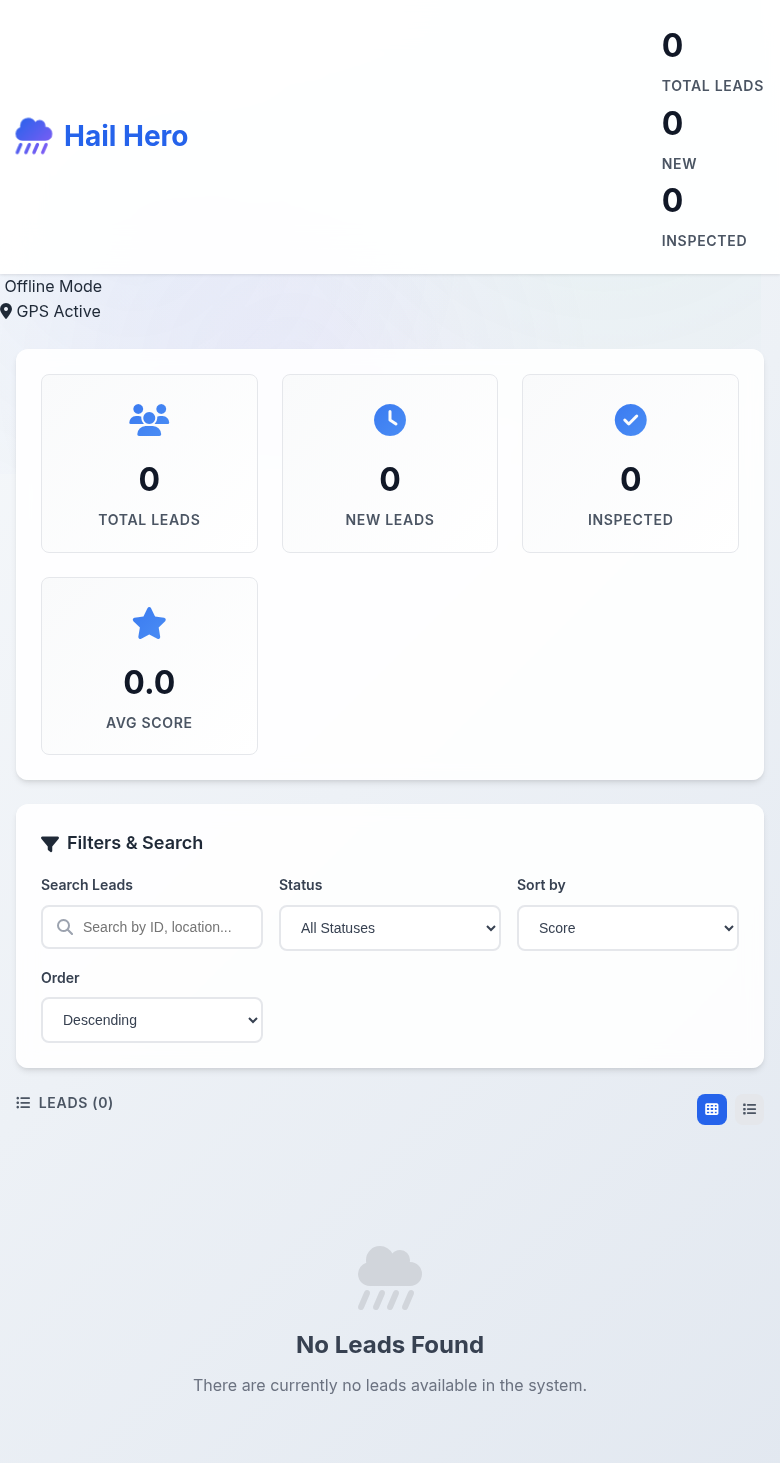 Hail Hero
0
TOTAL LEADS
0
NEW
0
INSPECTED
Offline Mode
GPS Active
0
TOTAL LEADS
0
NEW LEADS
0
INSPECTED
0.0
AVG SCORE
Filters & Search
Search Leads
Search by ID, location...
Status
All Statuses
Sort by
Score
Order
Descending
LEADS (0)
No Leads Found
There are currently no leads available in the system.